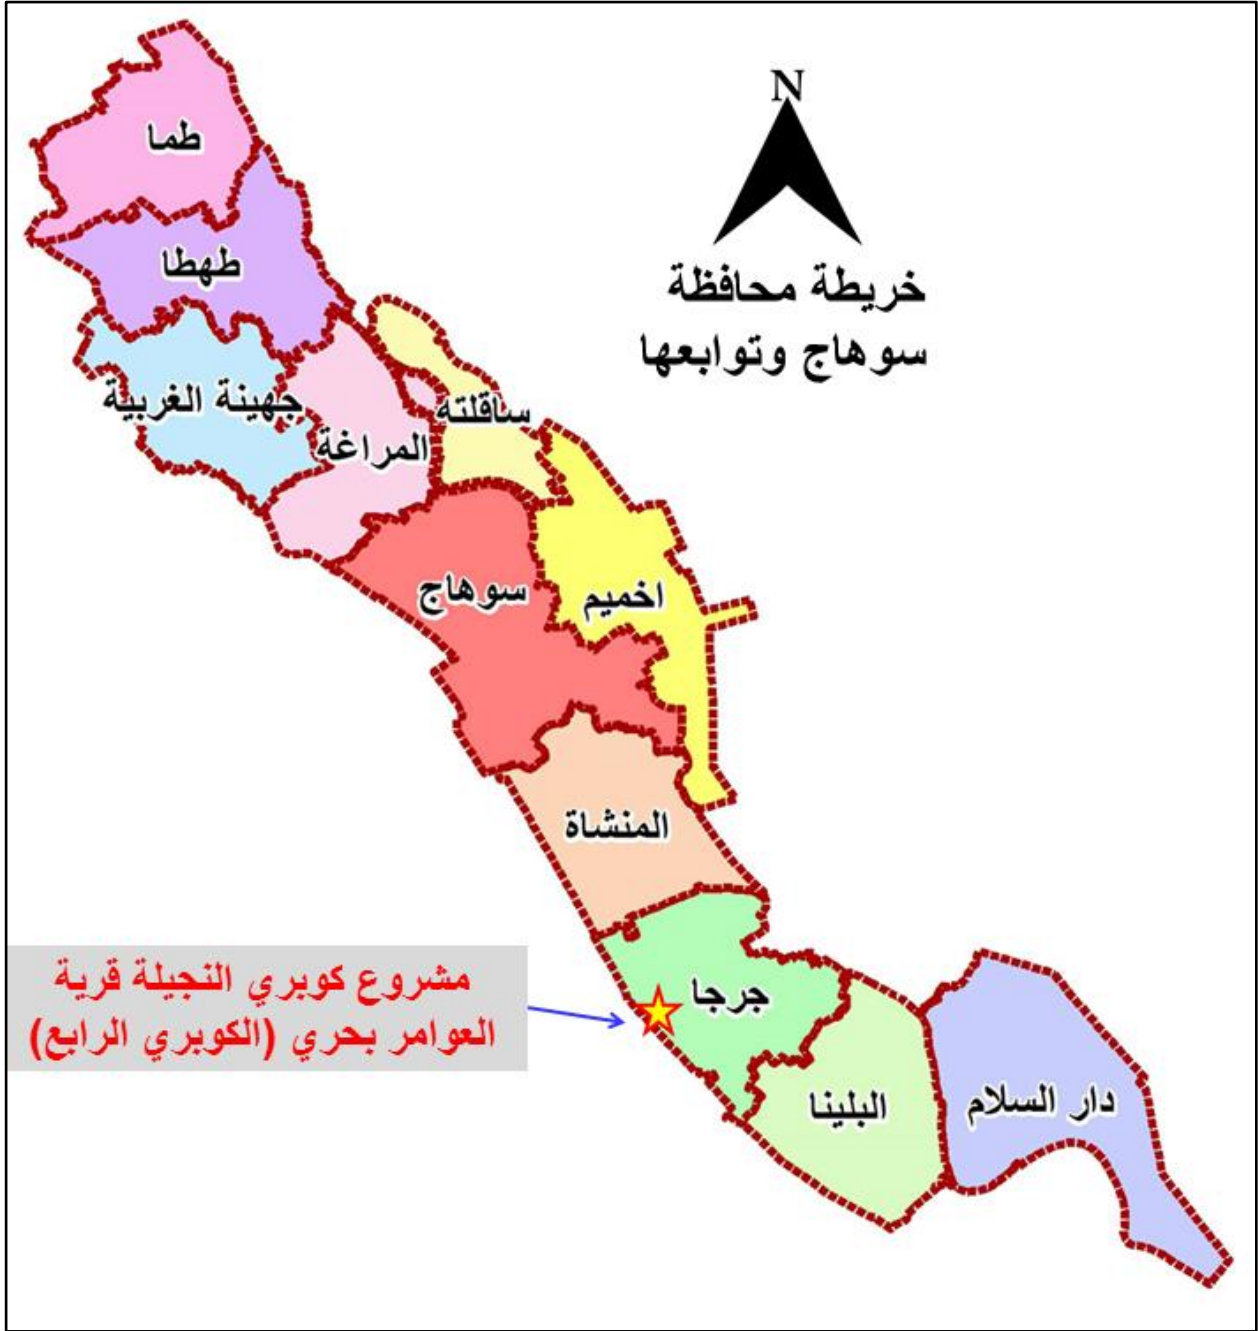 N
خريطة محافظة
سوهاج وتوابعها
طما
طهطا
جهينة الغربية
المراغة
ساقلته
سوهاج
اخميم
المنشاة
جرجا
البلينا
دار السلام
مشروع كوبري النجيلة قرية
العوامر بحري (الكوبري الرابع)